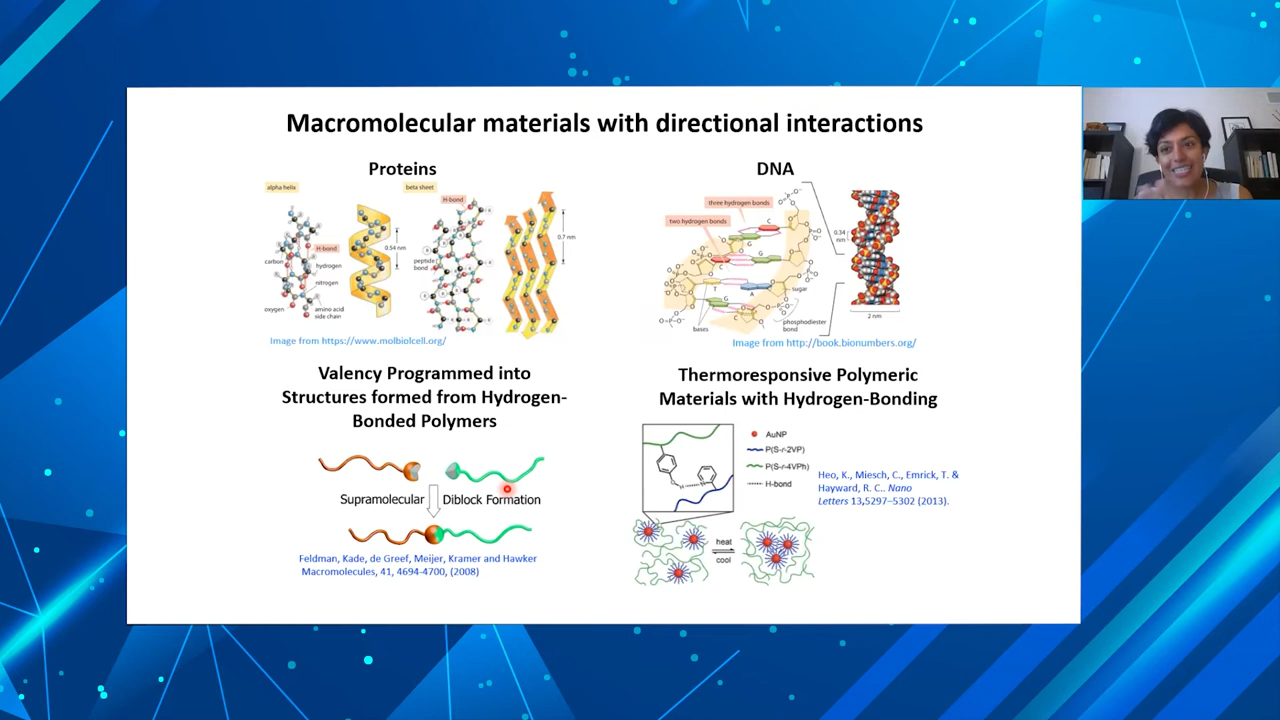 Macromolecular materials with directional interactions
Proteins
alpha helix
beta sheet
H-bond
0.54 nm
0.7 nm
H-bond
carbon
hydrogen
peptide
bond
nitrogen
oxygen
amino acid
side chain
Image from https://www.molbiolcell.org/
DNA
three hydrogen bonds
two hydrogen bonds
C
G
G
T
A
G
C
0.34
nm
sugar
bases
phosphodiester
bond
2 nm
Image from http://book.bionumbers.org/
Valency Programmed into
Structures formed from Hydrogen-
Bonded Polymers
Supramolecular
Diblock Formation
Feldman, Kade, de Greef, Meijer, Kramer and Hawker
Macromolecules, 41, 4694-4700, (2008)
Thermoresponsive Polymeric
Materials with Hydrogen-Bonding
AuNP
P(S-r-2VP)
P(S-r-4VPh)
H-bond
heat
cool
Heo, K., Miesch, C., Emrick, T. &
Hayward, R. C.. Nano
Letters 13,5297–5302 (2013).